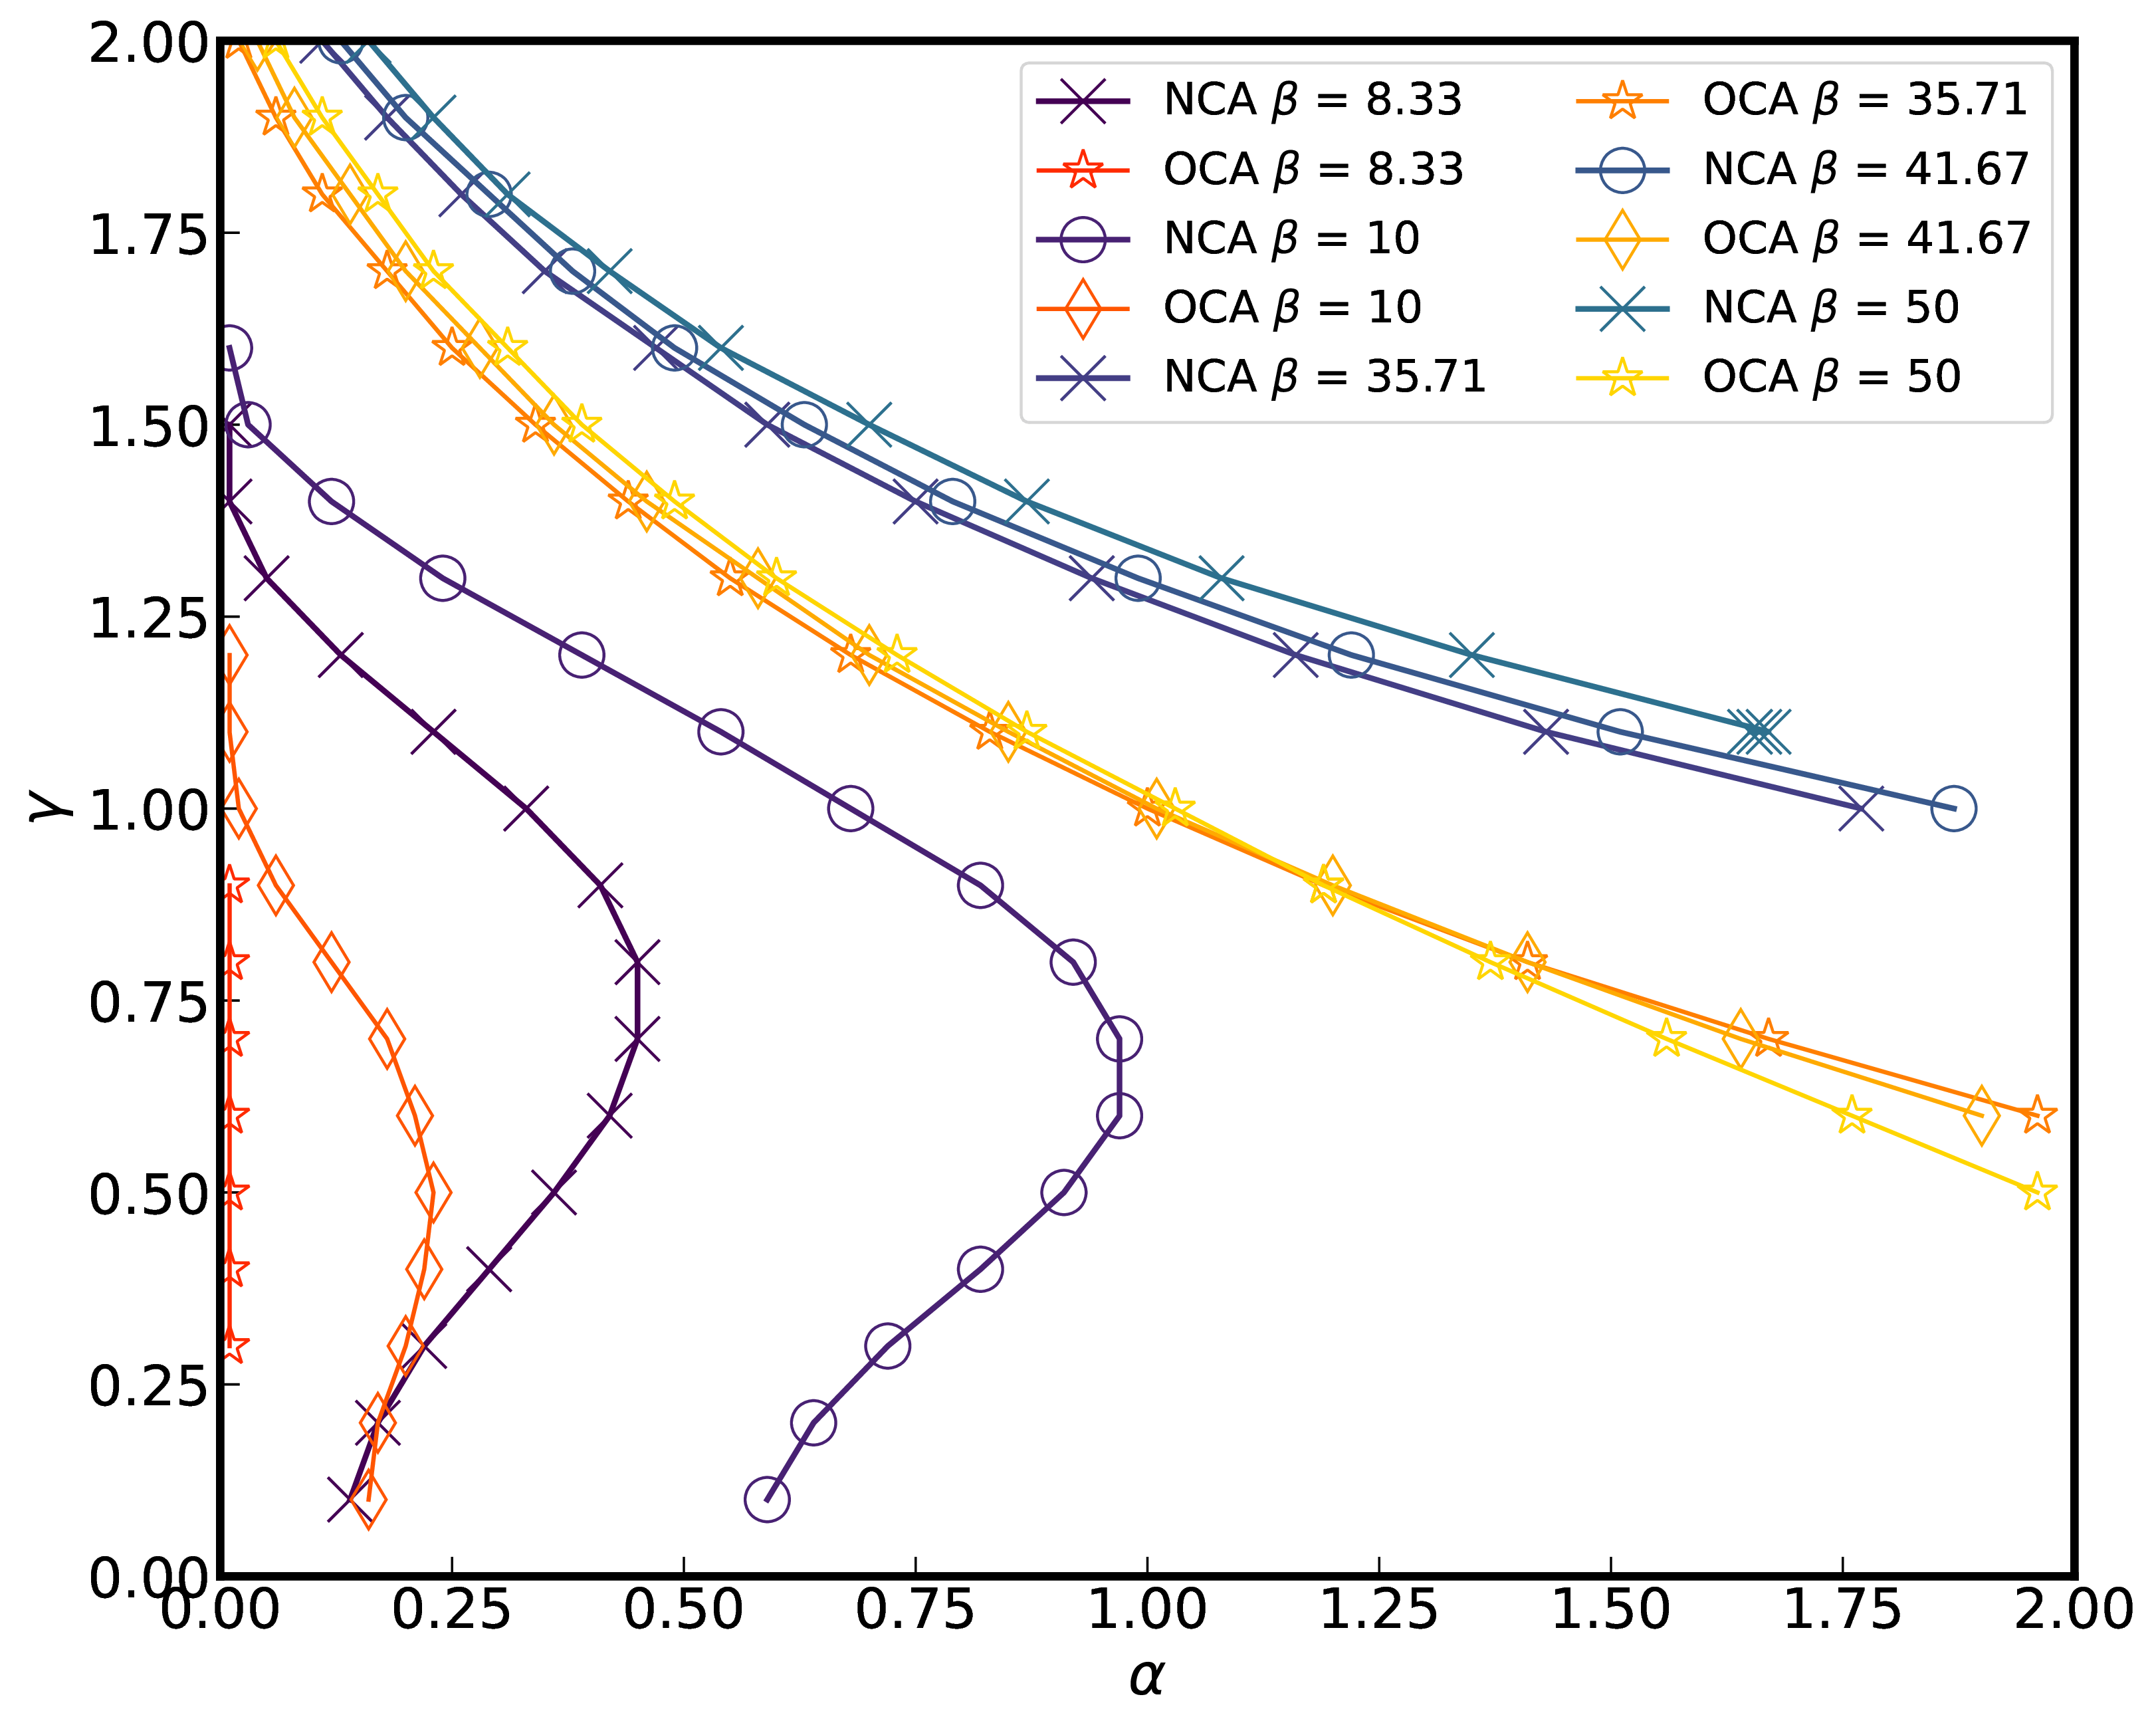 2.00
1.75
1.50
1.25
1.00
0.75
0.50
0.25
0.00
γ
NCA β = 8.33
OCA β = 8.33
NCA β = 10
OCA β = 10
NCA β = 35.71
OCA β = 35.71
NCA β = 41.67
OCA β = 41.67
NCA β = 50
OCA β = 50
0.00 0.25 0.50 0.75 1.00 1.25 1.50 1.75 2.00
α